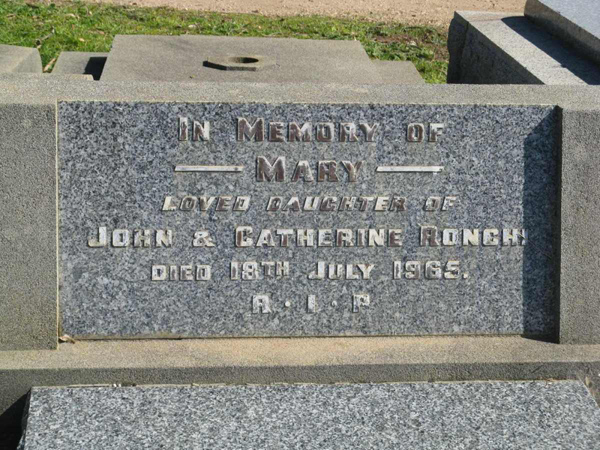 IN MEMORY OF
MARY
LOVED DAUGHTER OF
JOHN & CATHERINE RONCHI
DIED 18TH JULY 1965.
R·I·P